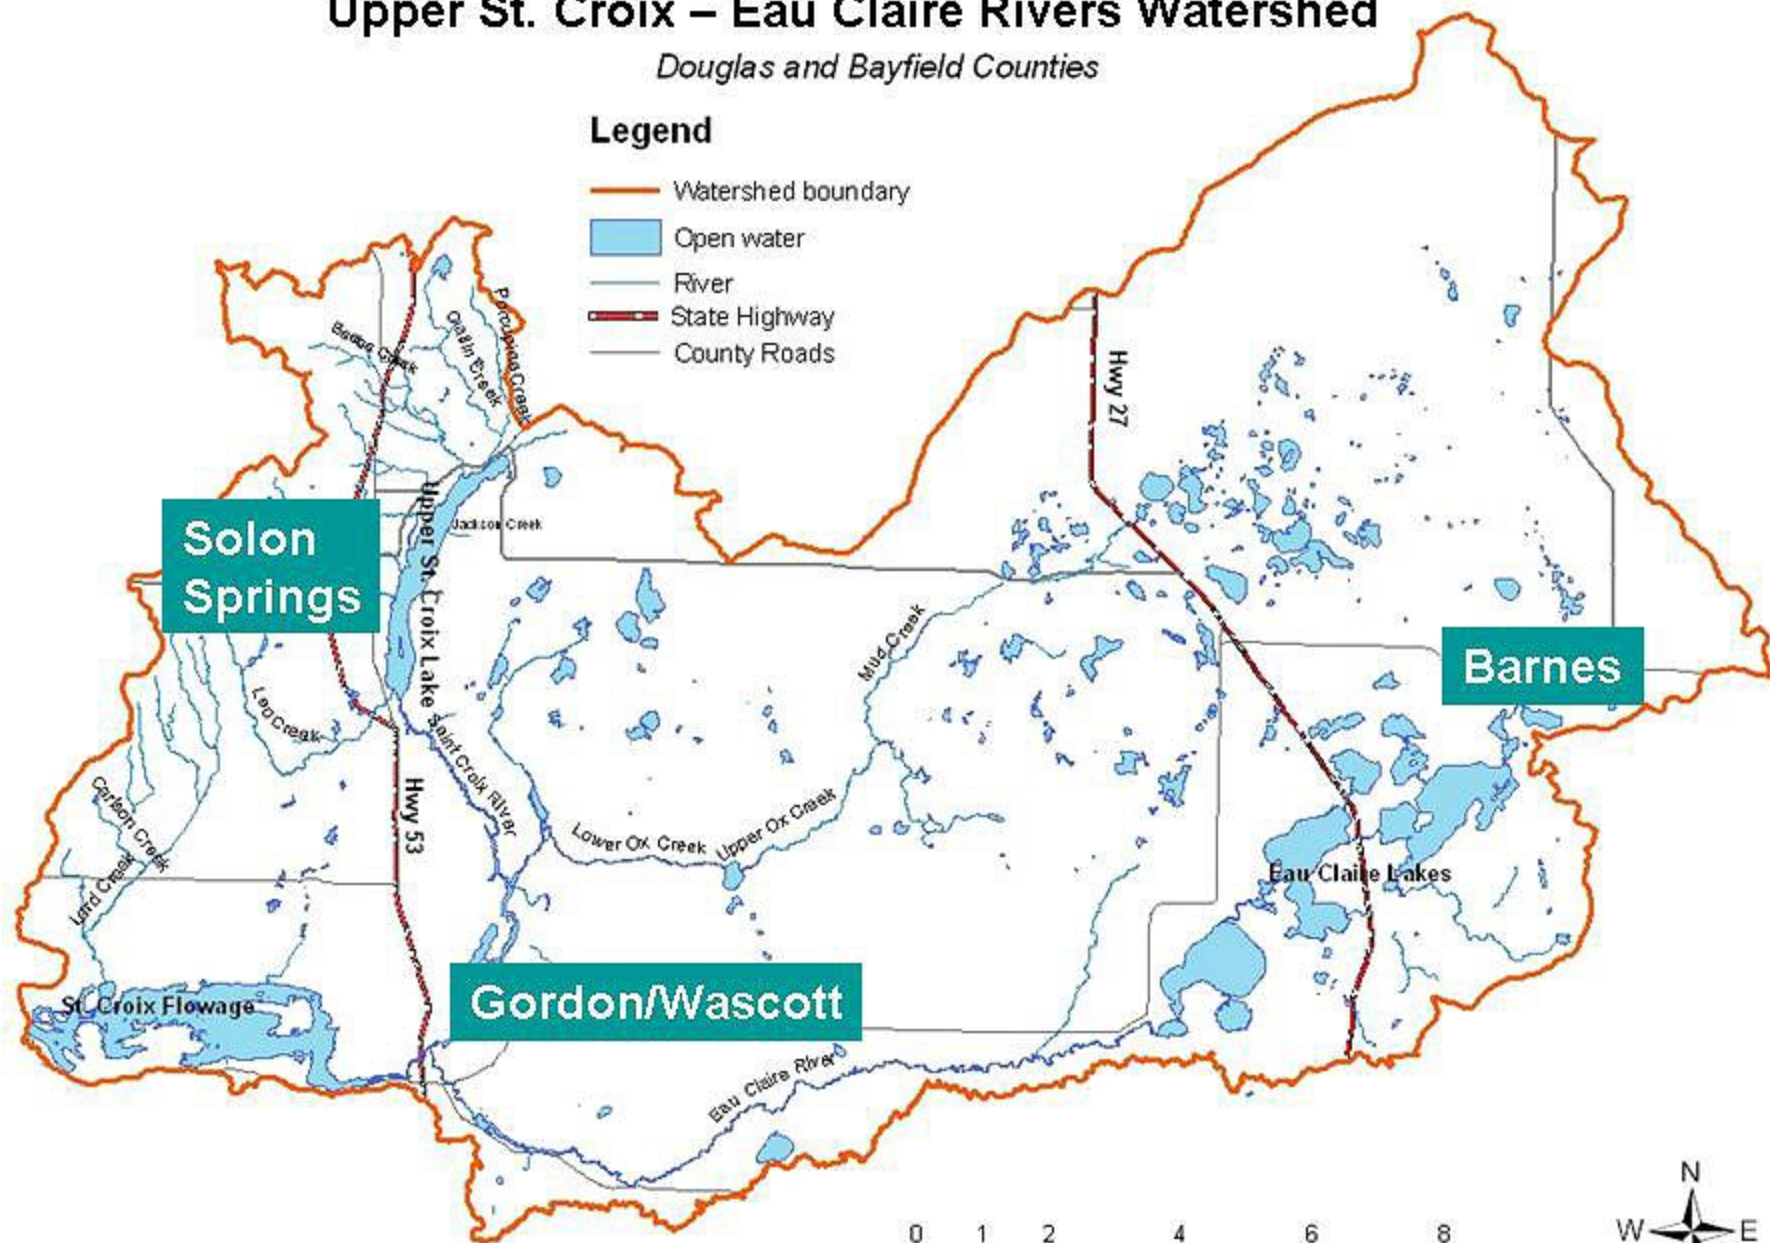 Upper St. Croix – Eau Claire Rivers Watershed
Douglas and Bayfield Counties
Legend
Watershed boundary
Open water
River
State Highway
County Roads
Porcupine Creek
Creek
Creek
Hwy 27
Solon
Springs
Upper St. Croix Lake
Jackson Creek
Mud Creek
Barnes
Leo Creek
Saint Croix River
Hwy 53
Carlson Creek
Lord Creek
Lower Ox Creek
Upper Ox Creek
Eau Claire Lakes
St. Croix Flowage
Gordon/Wascott
Eau Claire River
N
W E
0 1 2 4 6 8